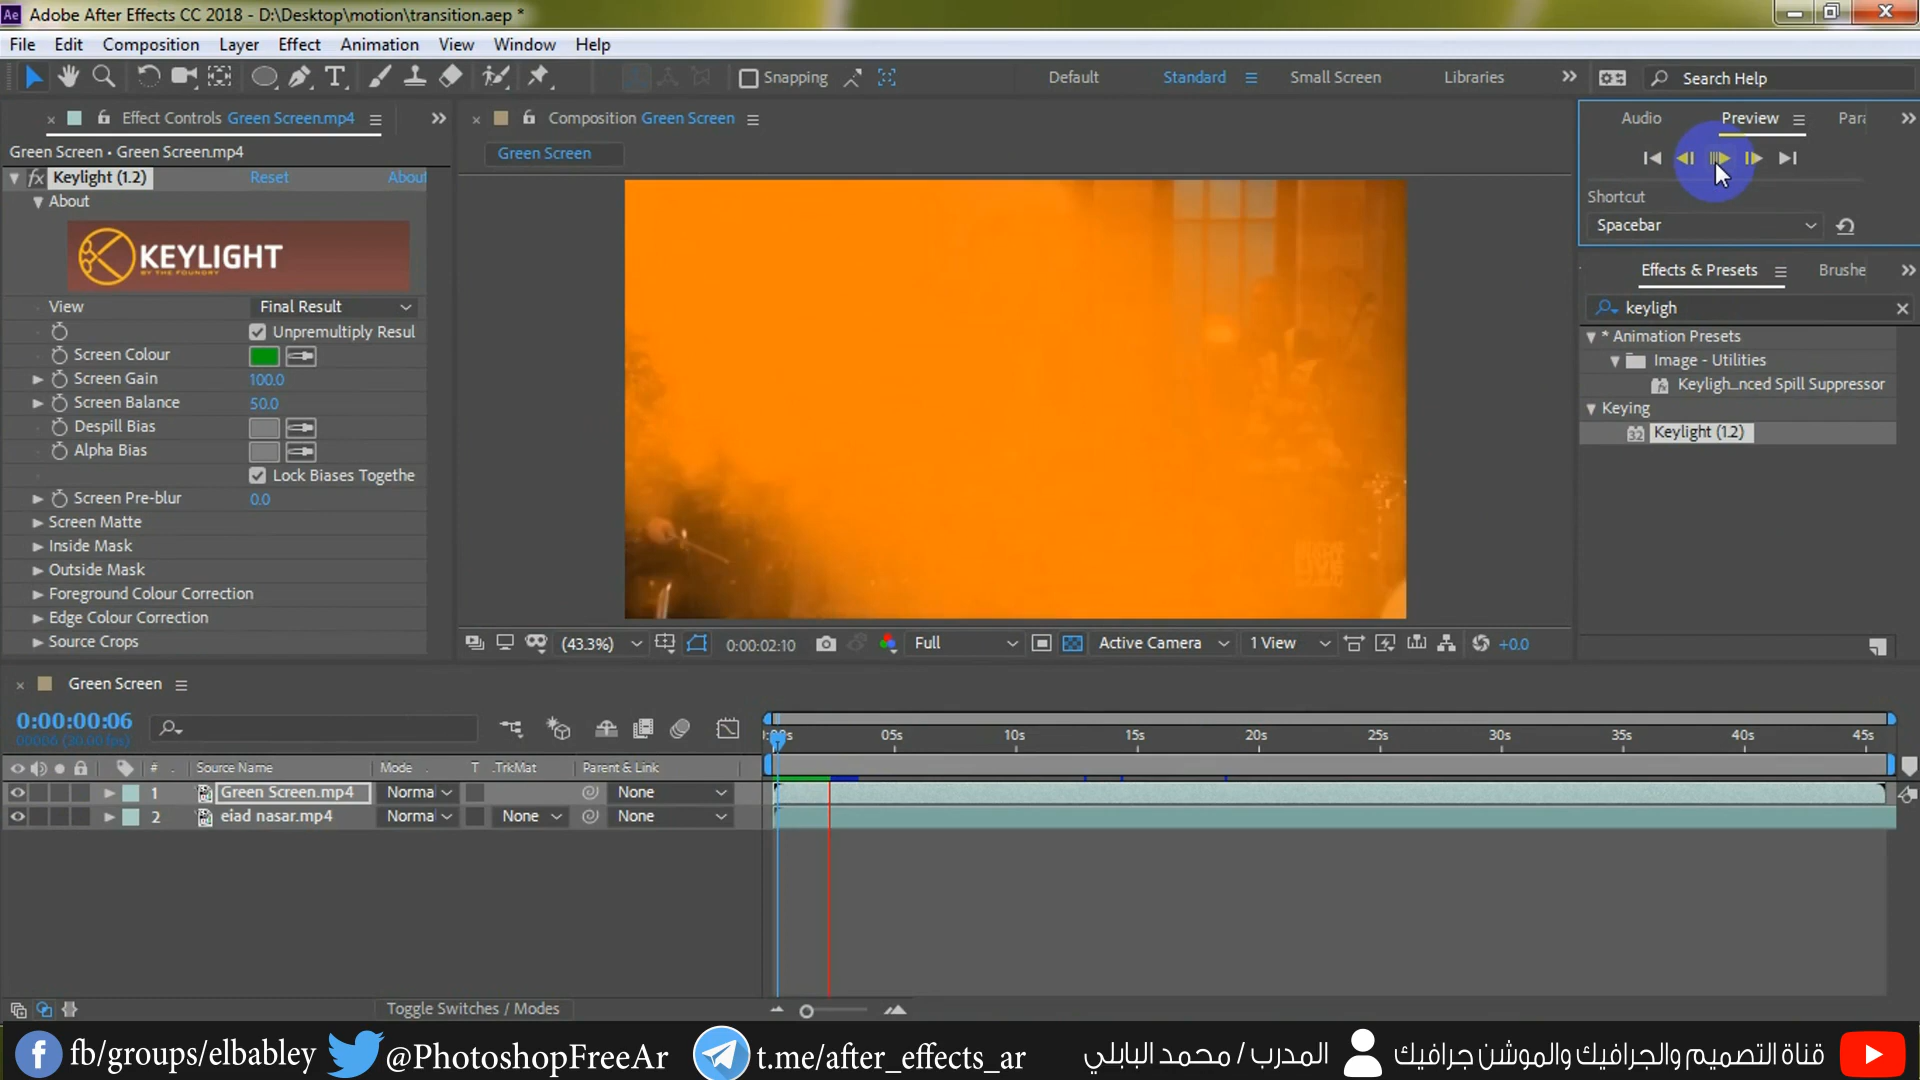 Adobe After Effects CC 2018 - D:\Desktop\motion\transition.aep *
File Edit Composition Layer Effect Animation View Window Help
Snapping Default Standard Small Screen Libraries Search Help
Effect Controls Green Screen.mp4
Green Screen • Green Screen.mp4
fx Keylight (1.2) Reset About
About
KEYLIGHT
BY THE FOUNDRY
View Final Result
Unpremultiply Resul
Screen Colour
Screen Gain 100.0
Screen Balance 50.0
Despill Bias
Alpha Bias
Lock Biases Togethe
Screen Pre-blur 0.0
Screen Matte
Inside Mask
Outside Mask
Foreground Colour Correction
Edge Colour Correction
Source Crops
Composition Green Screen
Green Screen
(43.3%) 0:00:02:10 Full Active Camera 1 View +0.0
Audio Preview Para
Shortcut
Spacebar
Effects & Presets Brushe
keyligh
* Animation Presets
Image - Utilities
Keyligh...nced Spill Suppressor
Keying
32 Keylight (1.2)
Green Screen
0:00:00:06
00006 (30.00 fps)
:00s 05s 10s 15s 20s 25s 30s 35s 40s 45s
# Source Name Mode T .TrkMat Parent & Link
1 Green Screen.mp4 Norma None
2 eiad nasar.mp4 Norma None None
Toggle Switches / Modes
fb/groups/elbabley @PhotoshopFreeAr t.me/after_effects_ar المدرب / محمد البابلي قناة التصميم والجرافيك والموشن جرافيك